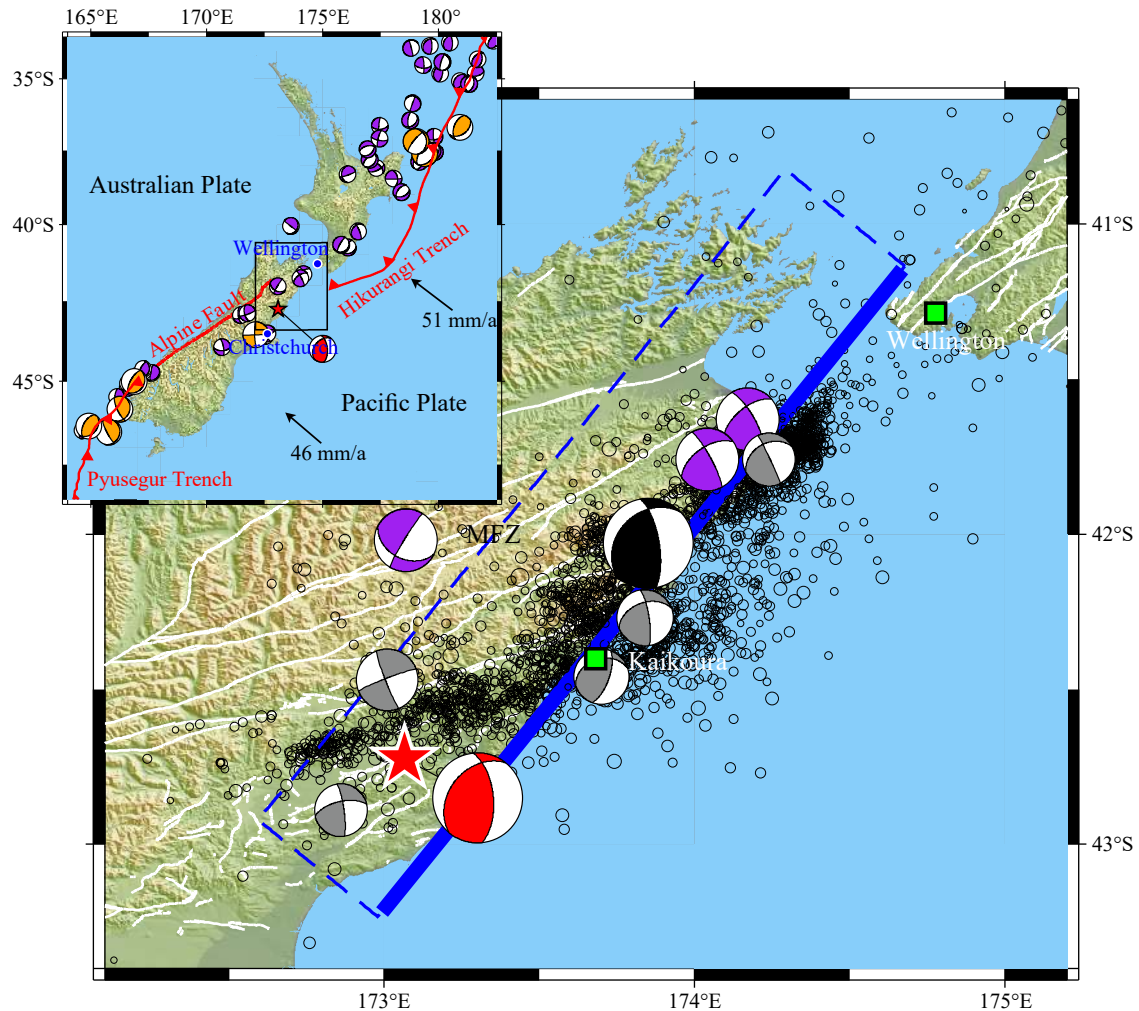 165°E
170°E
175°E
180°
35°S
40°S
45°S
Australian Plate
Wellington
Hikurangi Trench
51 mm/a
Alpine Fault
Christchurch
Pacific Plate
46 mm/a
Pyusegur Trench
41°S
42°S
43°S
Wellington
MFZ
Kaikoura
173°E
174°E
175°E